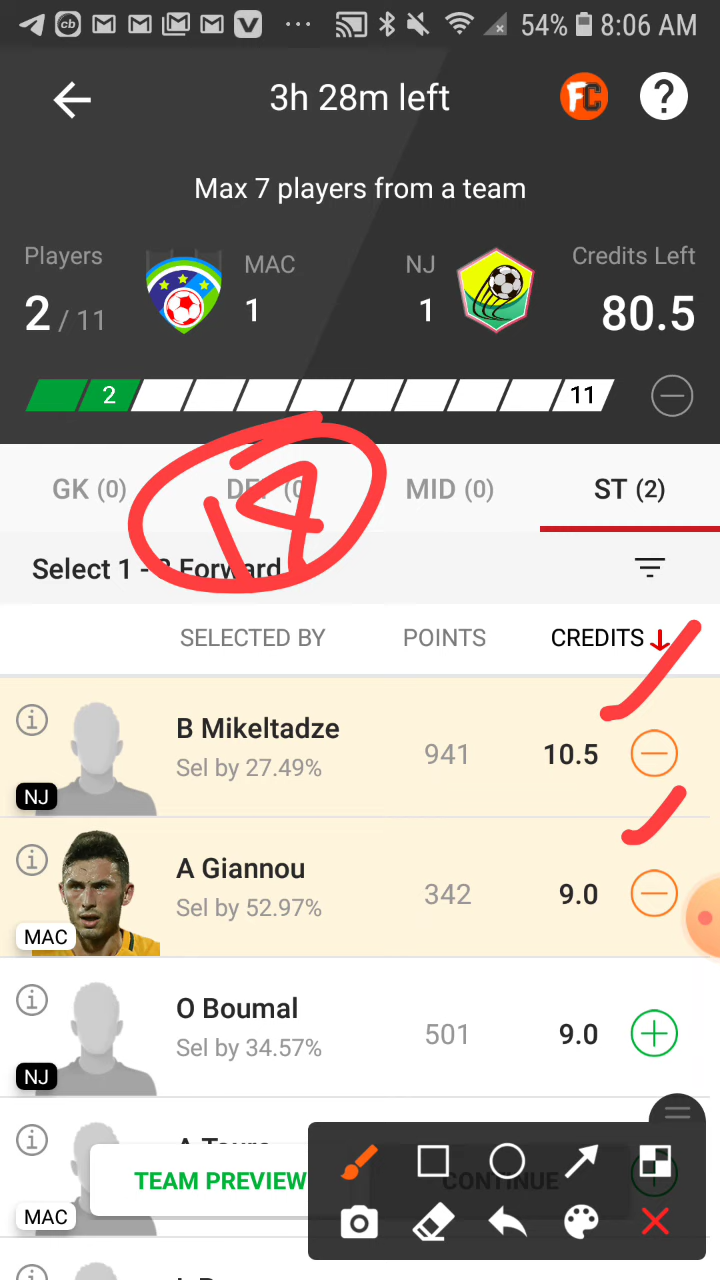 54% 8:06 AM
3h 28m left
FC
?
Max 7 players from a team
Players
MAC
NJ
Credits Left
2 / 11
1
1
80.5
2
11
GK (0)
MID (0)
ST (2)
14
Select 1 - 3 Forward
SELECTED BY
POINTS
CREDITS
B Mikeltadze
Sel by 27.49%
941
10.5
NJ
A Giannou
Sel by 52.97%
342
9.0
MAC
O Boumal
Sel by 34.57%
501
9.0
NJ
MAC
TEAM PREVIEW
CONTINUE